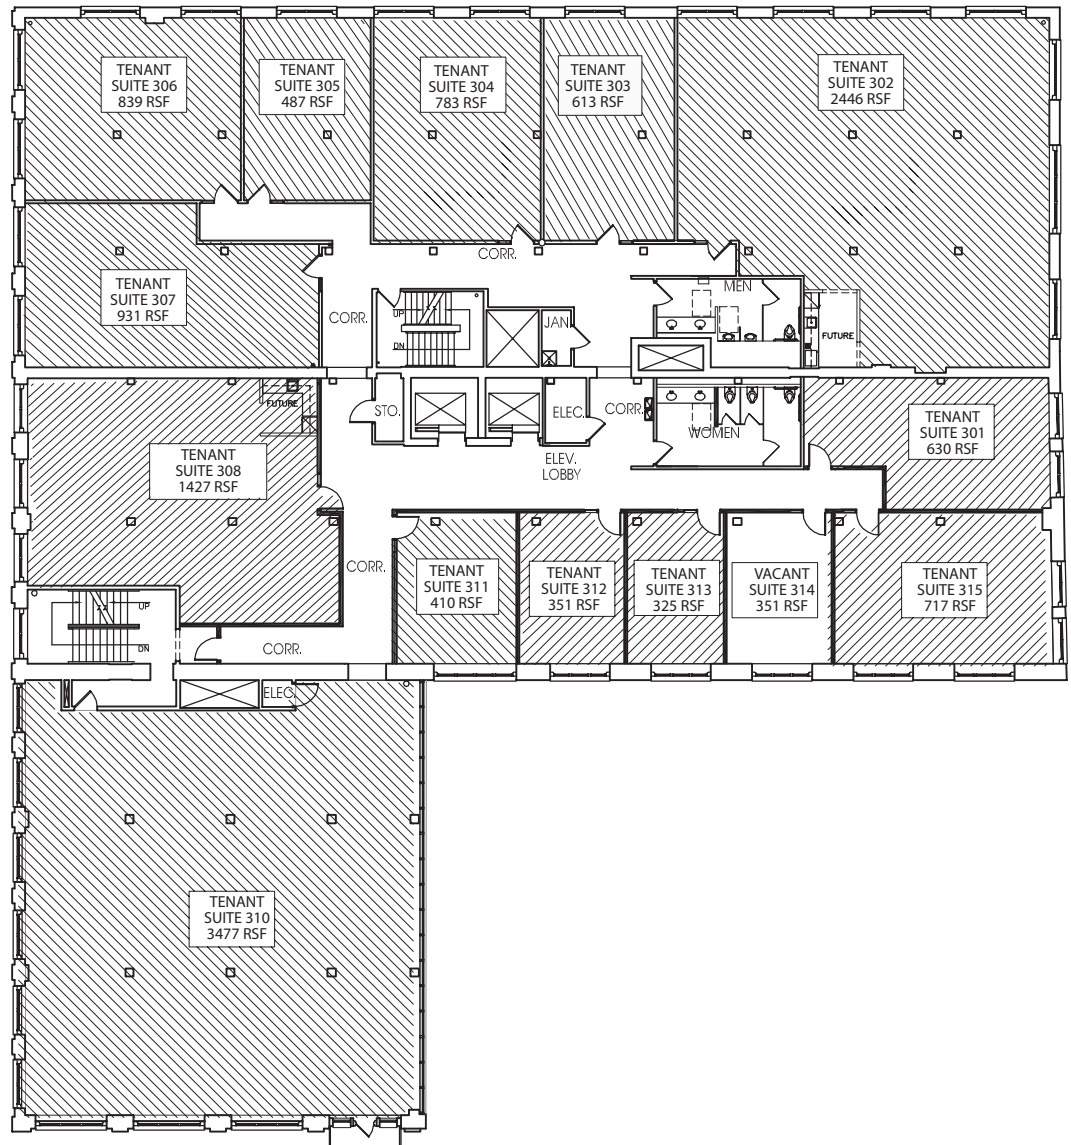 TENANT
SUITE 306
839 RSF
TENANT
SUITE 305
487 RSF
TENANT
SUITE 304
783 RSF
TENANT
SUITE 303
613 RSF
TENANT
SUITE 302
2446 RSF
TENANT
SUITE 307
931 RSF
CORR.
CORR.
UP
DN
JAN.
MEN
FUTURE
FUTURE
STO.
ELEC.
CORR.
WOMEN
TENANT
SUITE 301
630 RSF
TENANT
SUITE 308
1427 RSF
ELEV.
LOBBY
CORR.
TENANT
SUITE 311
410 RSF
TENANT
SUITE 312
351 RSF
TENANT
SUITE 313
325 RSF
VACANT
SUITE 314
351 RSF
TENANT
SUITE 315
717 RSF
UP
DN
CORR.
ELEC.
TENANT
SUITE 310
3477 RSF